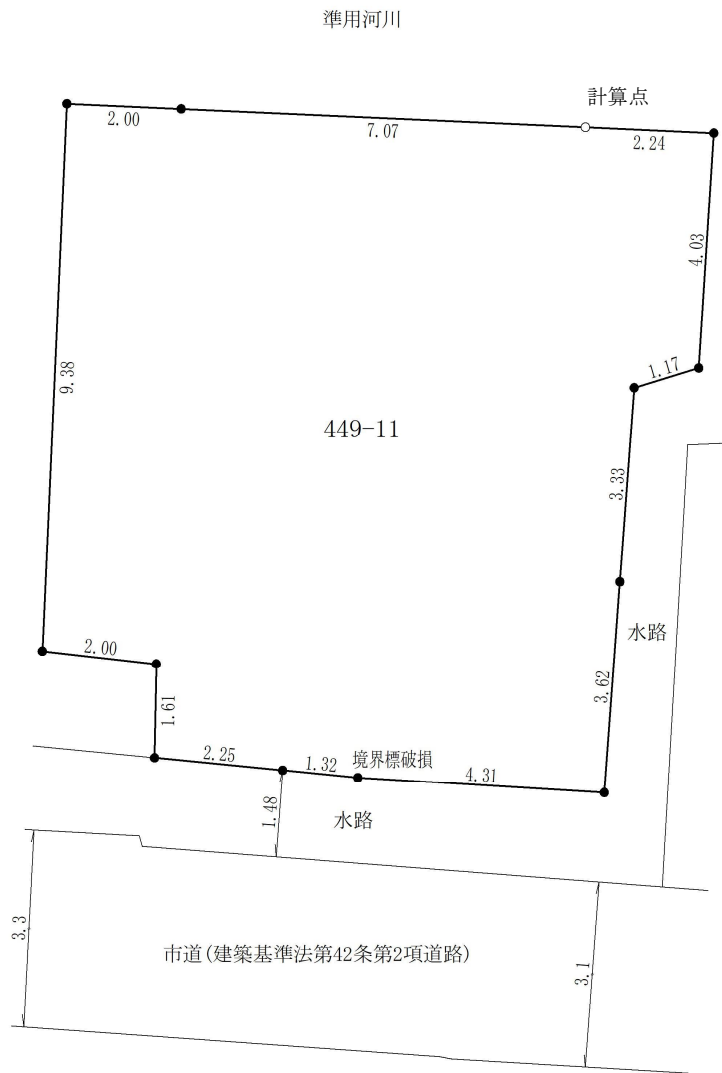 準用河川
計算点
2.00
7.07
2.24
4.03
1.17
9.38
449-11
3.33
水路
2.00
3.62
1.61
2.25
1.32
境界標破損
4.31
1.48
水路
3.3
市道(建築基準法第42条第2項道路)
3.1